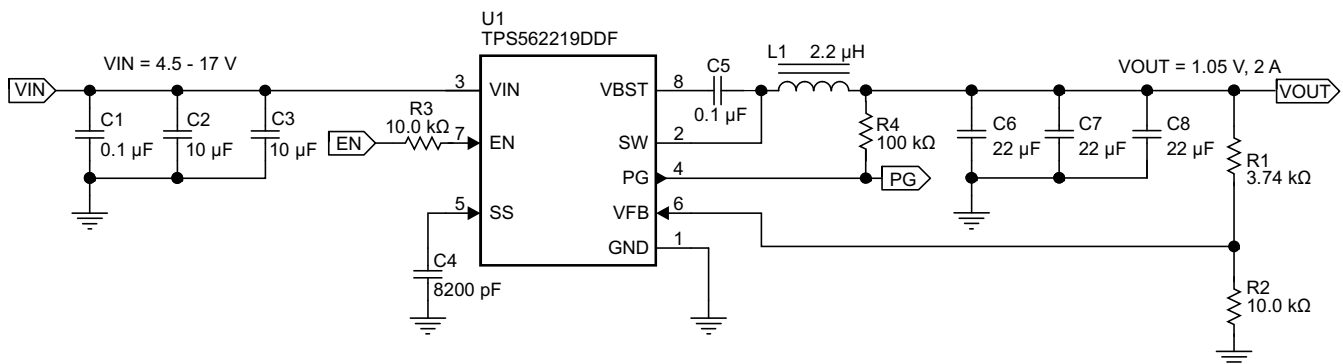 U1
TPS562219DDF
VIN = 4.5 - 17 V
VIN
3
VIN
VBST
8
C5
0.1 µF
L1
2.2 µH
VOUT = 1.05 V, 2 A
VOUT
C1
0.1 µF
C2
10 µF
C3
10 µF
R3
10.0 kΩ
EN
7
EN
SW
2
R4
100 kΩ
C6
22 µF
C7
22 µF
C8
22 µF
R1
3.74 kΩ
PG
4
PG
5
SS
VFB
6
GND
1
C4
8200 pF
R2
10.0 kΩ